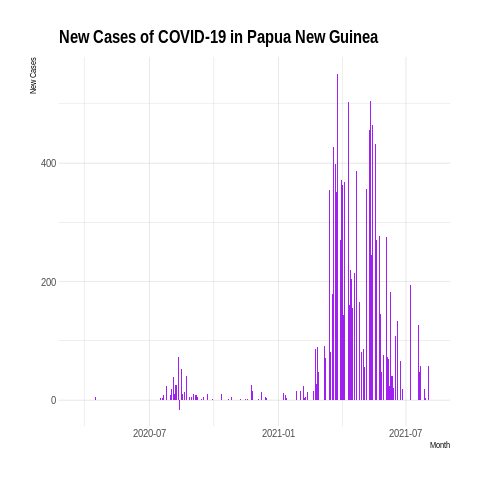 New Cases of COVID-19 in Papua New Guinea
New Cases
400
200
0
2020-07
2021-01
2021-07
Month